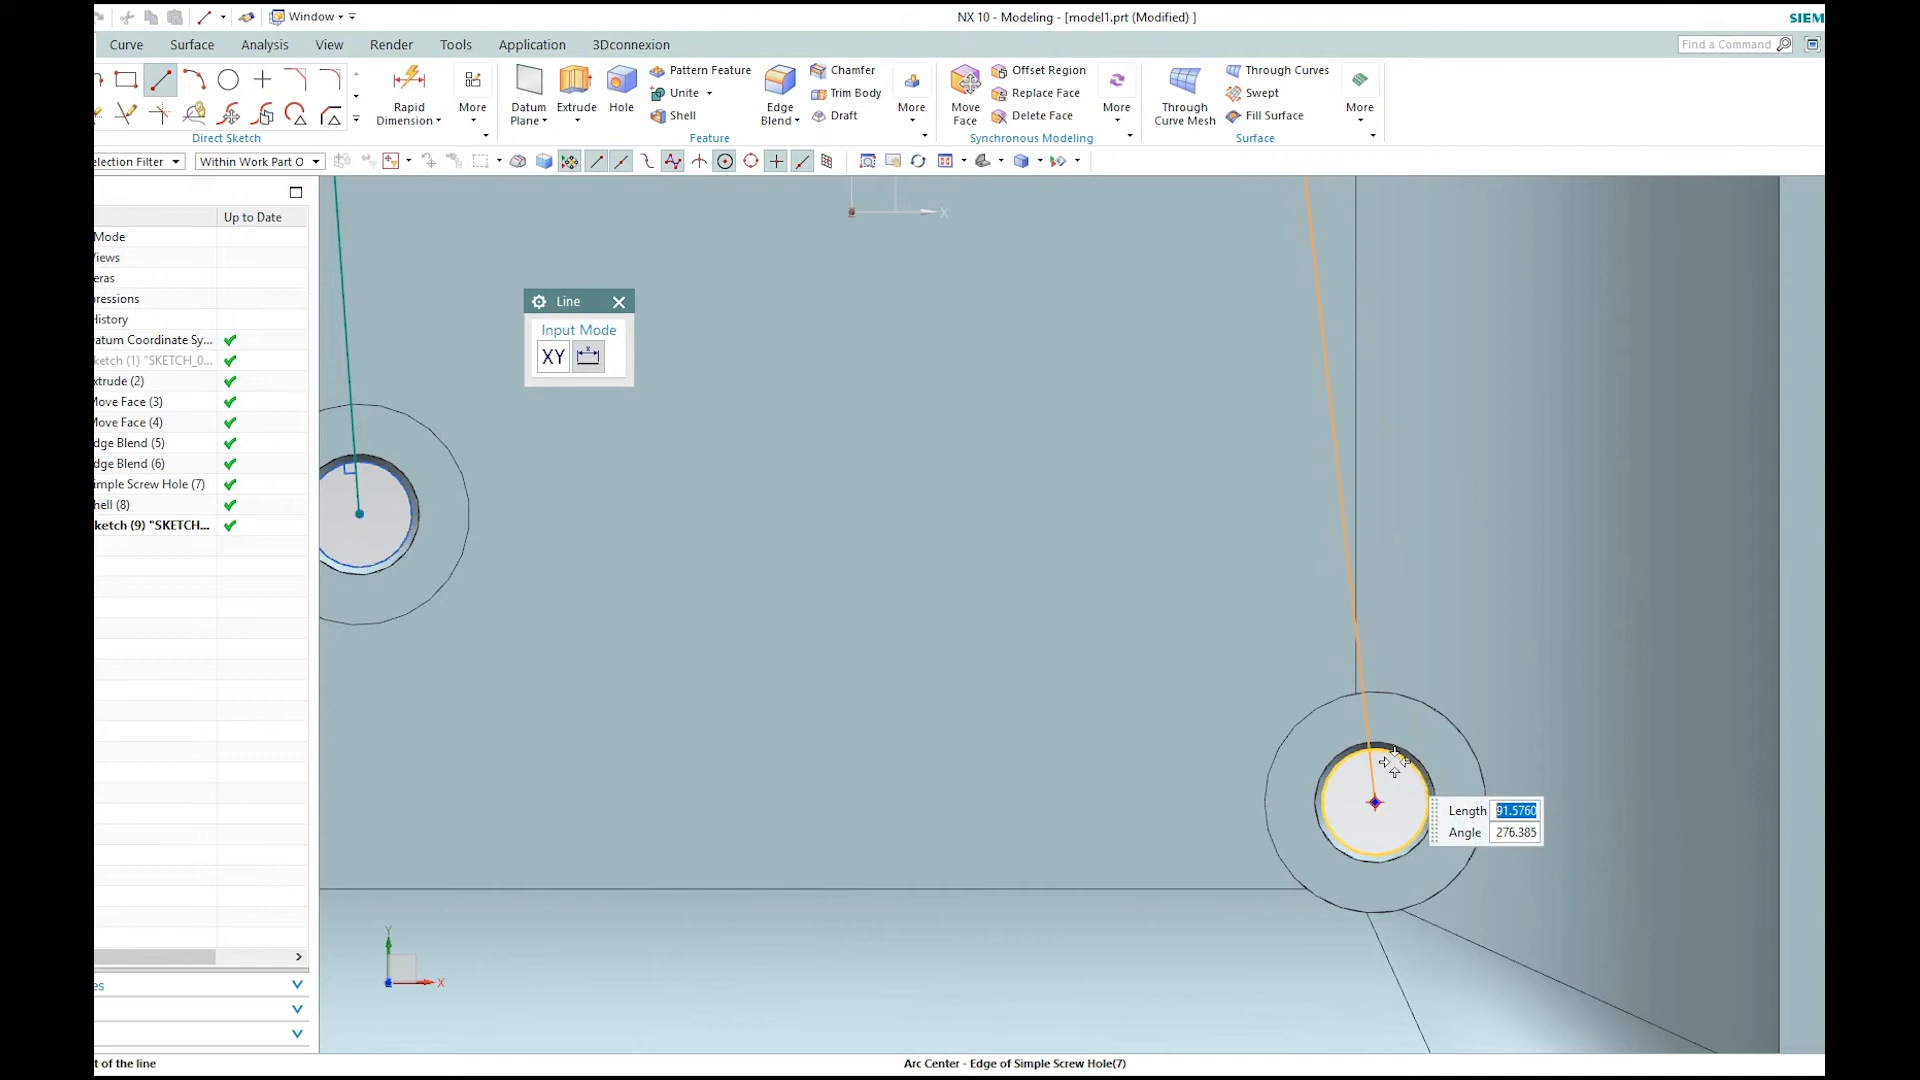 Window
NX 10 - Modeling - [model1.prt (Modified) ]
SIEM
Curve
Surface
Analysis
View
Render
Tools
Application
3Dconnexion
Find a Command
Rapid Dimension
More
Direct Sketch
Datum Plane
Extrude
Hole
Pattern Feature
Unite
Shell
Edge Blend
Chamfer
Trim Body
Draft
More
Feature
Move Face
Offset Region
Replace Face
Delete Face
More
Synchronous Modeling
Through Curve Mesh
Through Curves
Swept
Fill Surface
More
Surface
election Filter
Within Work Part O
Up to Date
Mode
iews
eras
pressions
History
atum Coordinate Sy...
ketch (1) "SKETCH_0...
xtrude (2)
Move Face (3)
Move Face (4)
dge Blend (5)
dge Blend (6)
imple Screw Hole (7)
hell (8)
ketch (9) "SKETCH...
es
X
Line
Input Mode
XY
Length 91.5760
Angle 276.385
Y
X
t of the line
Arc Center - Edge of Simple Screw Hole(7)